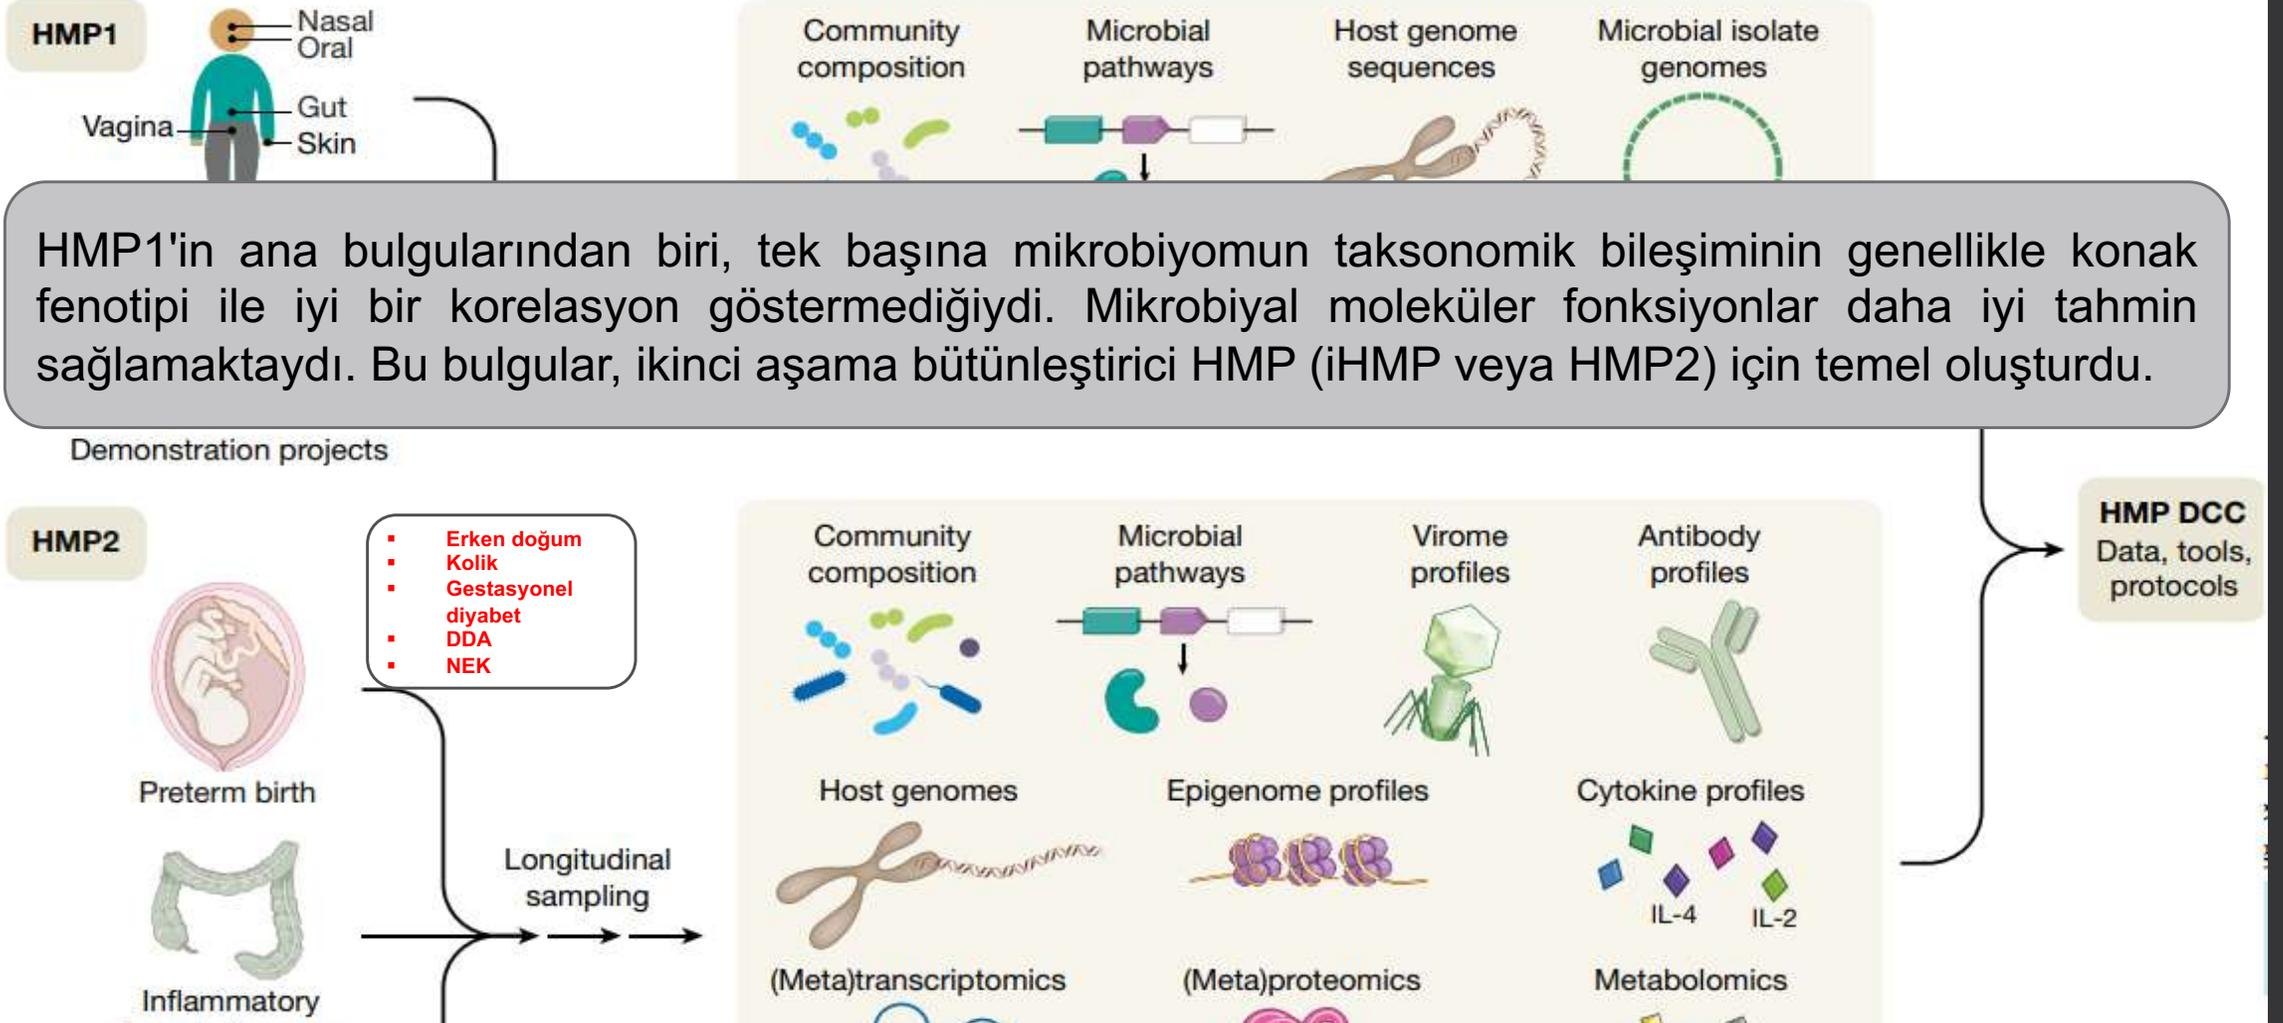 HMP1
Nasal
Oral
Gut
Vagina
Skin
Community
composition
Microbial
pathways
Host genome
sequences
Microbial isolate
genomes
HMP1'in ana bulgularından biri, tek başına mikrobiyomun taksonomik bileşiminin genellikle konak
fenotipi ile iyi bir korelasyon göstermediğiydi. Mikrobiyal moleküler fonksiyonlar daha iyi tahmin
sağlamaktaydı. Bu bulgular, ikinci aşama bütünleştirici HMP (iHMP veya HMP2) için temel oluşturdu.
Demonstration projects
HMP2
▪ Erken doğum
▪ Kolik
▪ Gestasyonel
diyabet
▪ DDA
▪ NEK
Preterm birth
Inflammatory
Longitudinal
sampling
Community
composition
Microbial
pathways
Virome
profiles
Antibody
profiles
Host genomes
Epigenome profiles
Cytokine profiles
IL-4
IL-2
(Meta)transcriptomics
(Meta)proteomics
Metabolomics
HMP DCC
Data, tools,
protocols